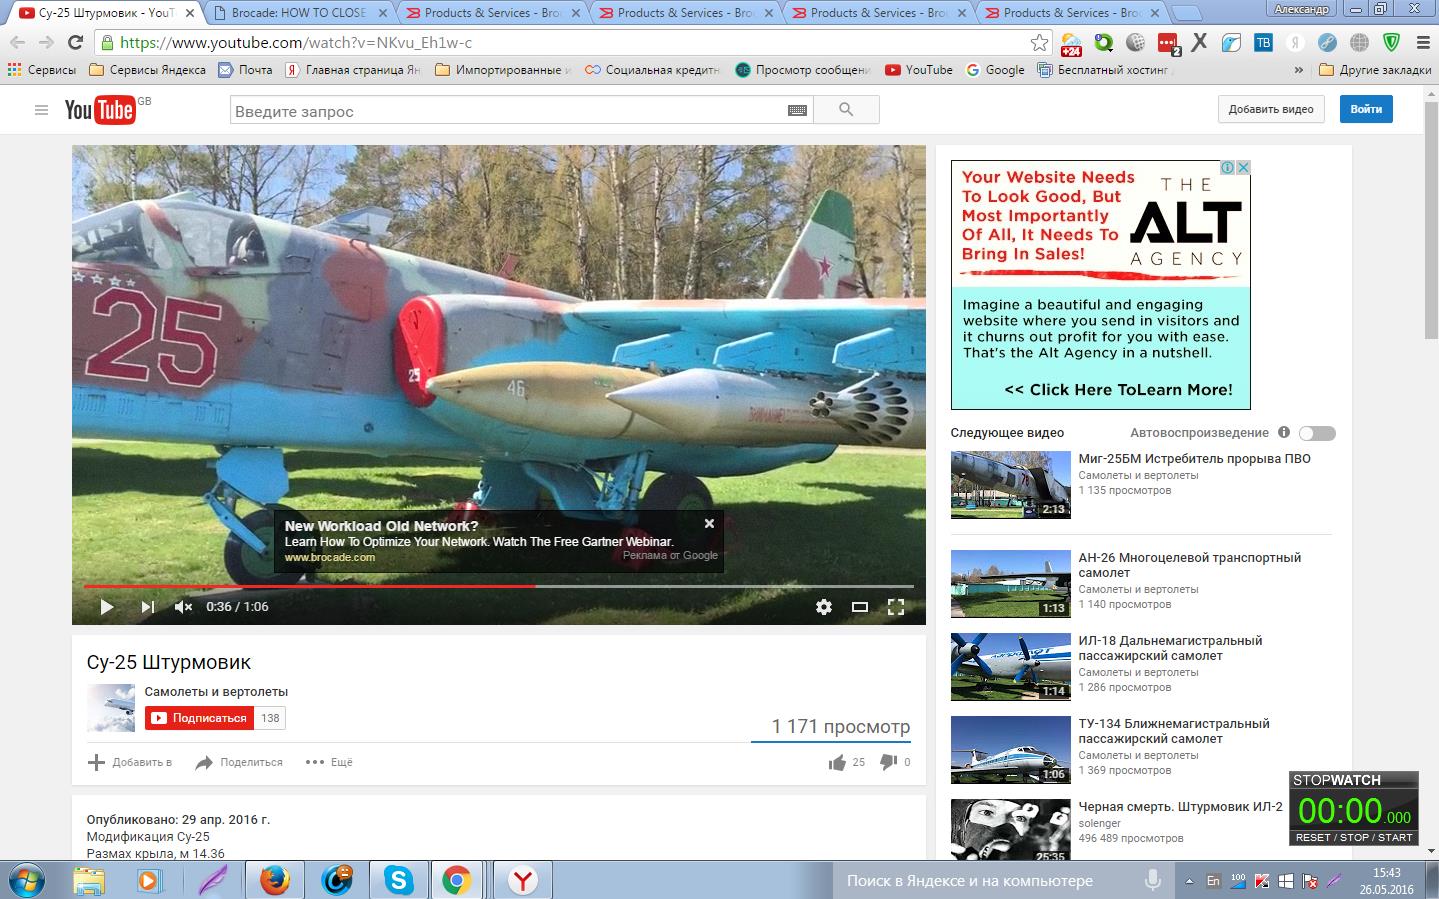 Су-25 Штурмовик - YouT
Brocade: HOW TO CLOSE
Products & Services - Broc
Products & Services - Broc
Products & Services - Broc
Products & Services - Broc
Александр
https://www.youtube.com/watch?v=NKvu_Eh1w-c
+24
2
ТВ
Я
Сервисы
Сервисы Яндекса
Почта
Главная страница Ян
Импортированные и
Социальная кредитн
Просмотр сообщени
YouTube
Google
Бесплатный хостинг
»
Другие закладки
YouTube GB
Введите запрос
Добавить видео
Войти
25
25
46
New Workload Old Network?
Learn How To Optimize Your Network. Watch The Free Gartner Webinar.
www.brocade.com
Реклама от Google
0:36 / 1:06
Су-25 Штурмовик
Самолеты и вертолеты
Подписаться 138
1 171 просмотр
Добавить в
Поделиться
Ещё
25
0
Опубликовано: 29 апр. 2016 г.
Модификация Су-25
Размах крыла, м 14.36
Your Website Needs
To Look Good, But
Most Importantly
Of All, It Needs To
Bring In Sales!
THE
ALT
AGENCY
Imagine a beautiful and engaging
website where you send in visitors and
it churns out profit for you with ease.
That's the Alt Agency in a nutshell.
<< Click Here ToLearn More!
Следующее видео
Автовоспроизведение
Миг-25БМ Истребитель прорыва ПВО
Самолеты и вертолеты
1 135 просмотров
2:13
АН-26 Многоцелевой транспортный
самолет
Самолеты и вертолеты
1 140 просмотров
1:13
ИЛ-18 Дальнемагистральный
пассажирский самолет
Самолеты и вертолеты
1 286 просмотров
1:14
ТУ-134 Ближнемагистральный
пассажирский самолет
Самолеты и вертолеты
1 369 просмотров
1:06
Черная смерть. Штурмовик ИЛ-2
solenger
496 489 просмотров
25:35
STOPWATCH
00:00.000
RESET / STOP / START
Поиск в Яндексе и на компьютере
En
100
15:43
26.05.2016